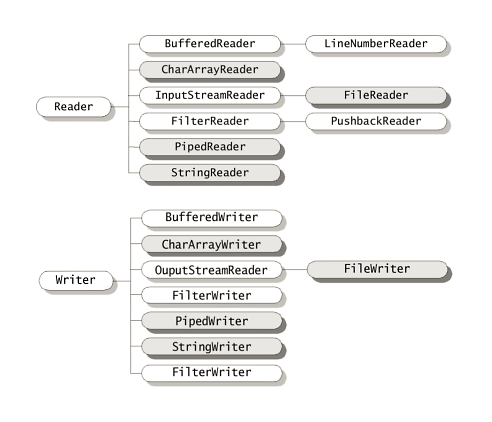 BufferedReader
LineNumberReader
CharArrayReader
InputStreamReader
FileReader
Reader
FilterReader
PushbackReader
PipedReader
StringReader
BufferedWriter
CharArrayWriter
OuputStreamReader
FileWriter
Writer
FilterWriter
PipedWriter
StringWriter
FilterWriter